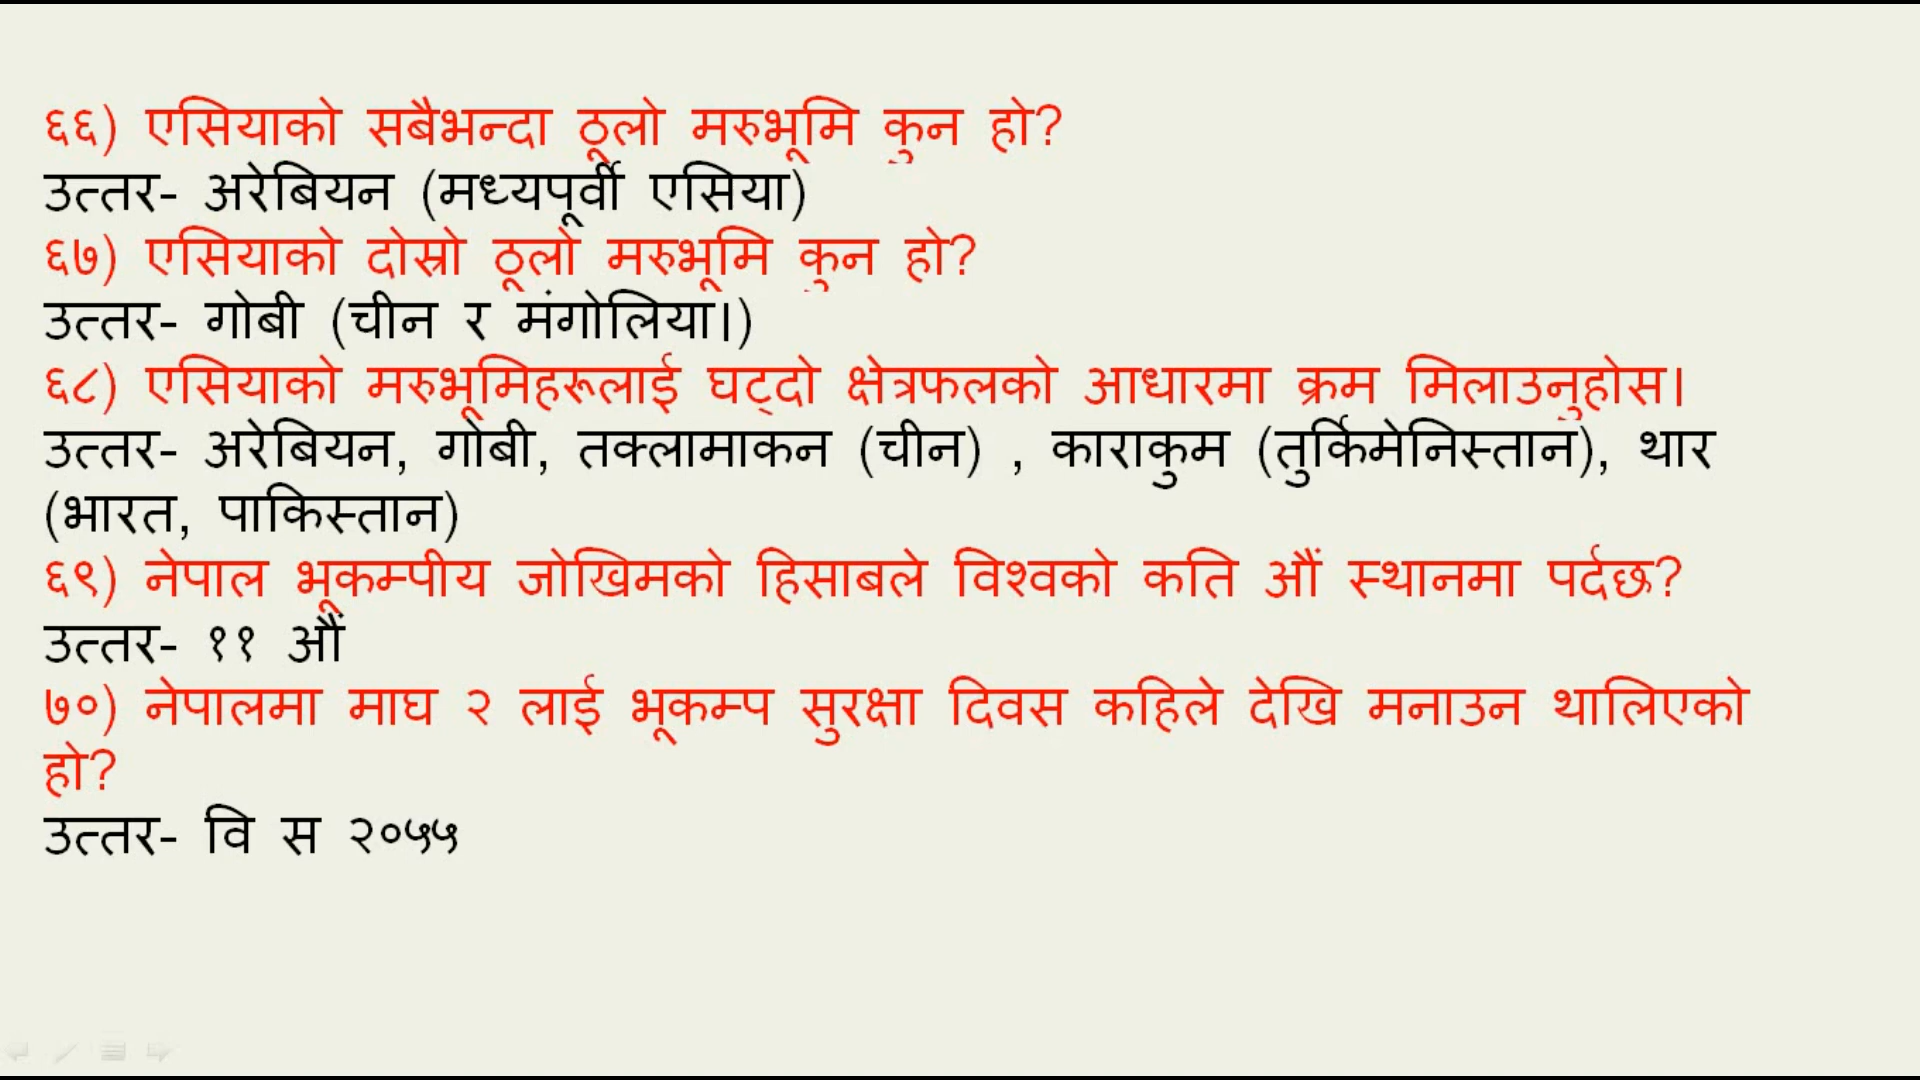 ६६) एसियाको सबैभन्दा ठूलो मरुभूमि कुन हो?
उत्तर- अरेबियन (मध्यपूर्वी एसिया)
६७) एसियाको दोस्रो ठूलो मरुभूमि कुन हो?
उत्तर- गोबी (चीन र मंगोलिया।)
६८) एसियाको मरुभूमिहरूलाई घट्दो क्षेत्रफलको आधारमा क्रम मिलाउनुहोस।
उत्तर- अरेबियन, गोबी, तक्लामाकन (चीन) , काराकुम (तुर्किमेनिस्तान), थार
(भारत, पाकिस्तान)
६९) नेपाल भूकम्पीय जोखिमको हिसाबले विश्वको कति औं स्थानमा पर्दछ?
उत्तर- ११ औं
७०) नेपालमा माघ २ लाई भूकम्प सुरक्षा दिवस कहिले देखि मनाउन थालिएको
हो?
उत्तर- वि स २०५५